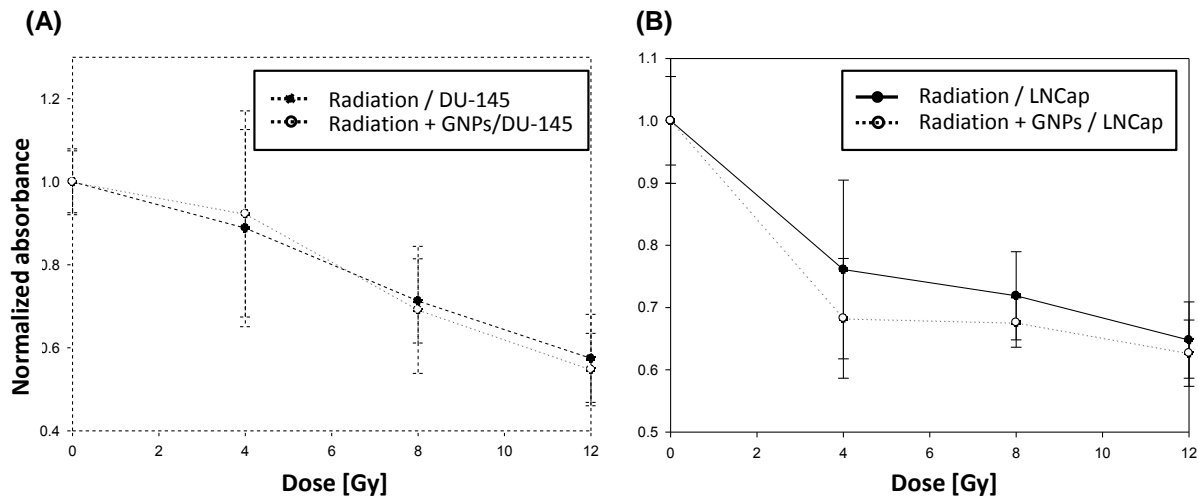 (A)
(B)
Radiation / DU-145
Radiation + GNPs/DU-145
Radiation / LNCap
Radiation + GNPs / LNCap
Normalized absorbance
1.2
1.0
0.8
0.6
0.4
0 2 4 6 8 10 12
Dose [Gy]
1.1
1.0
0.9
0.8
0.7
0.6
0.5
0 2 4 6 8 10 12
Dose [Gy]